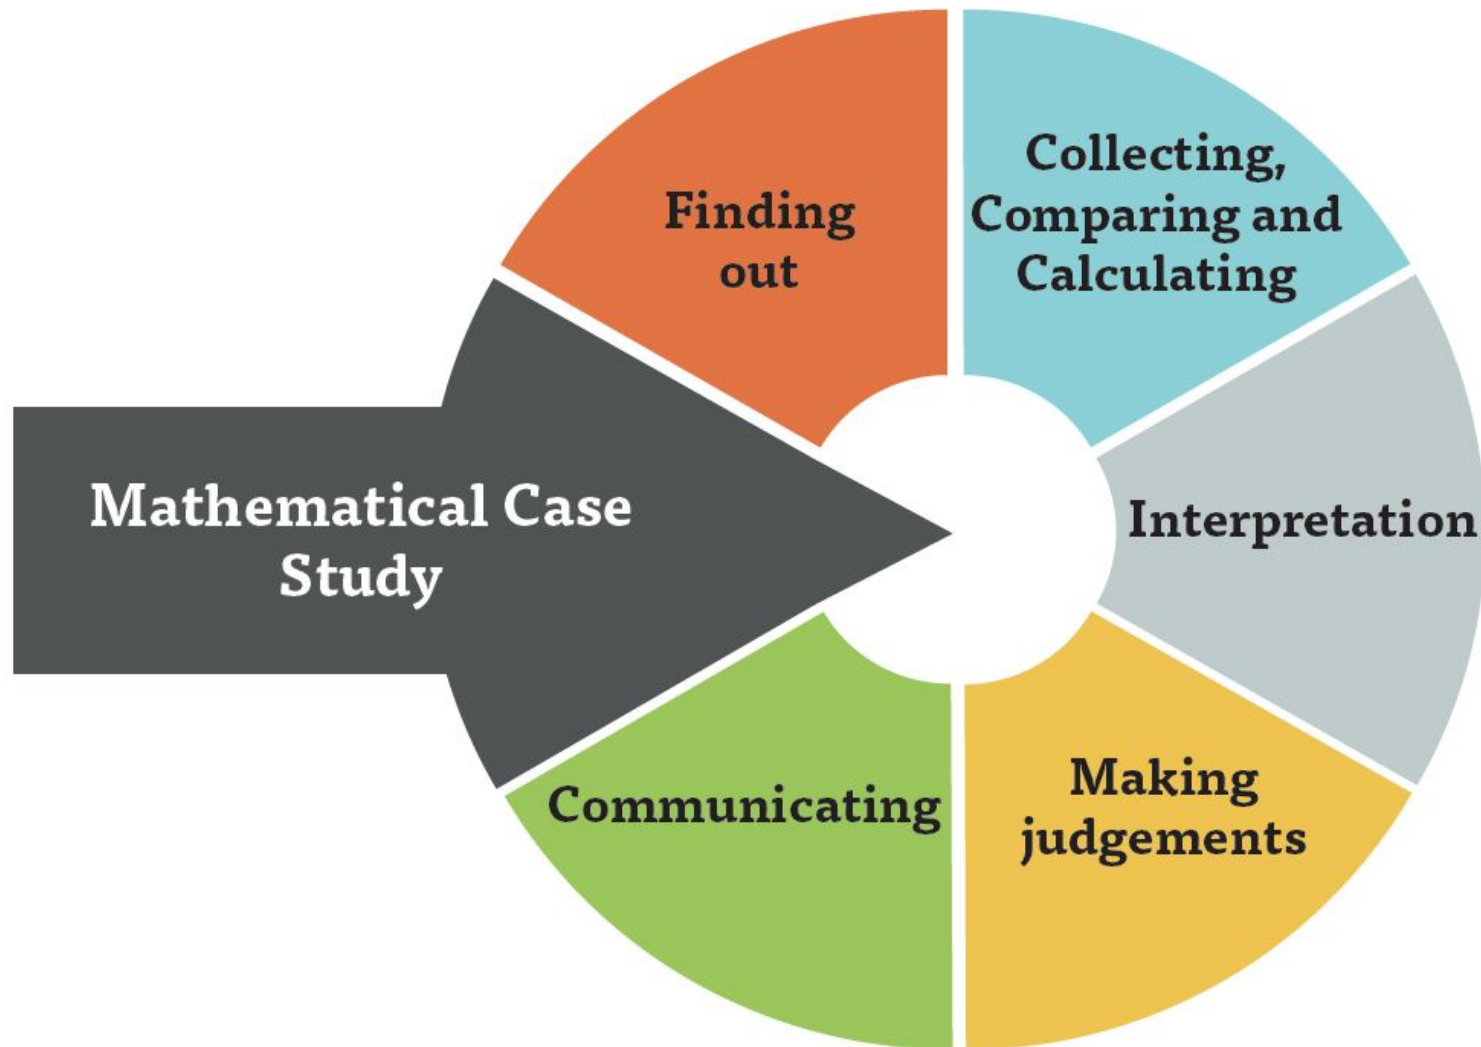 Mathematical Case
Study
Finding
out
Collecting,
Comparing and
Calculating
Interpretation
Making
judgements
Communicating